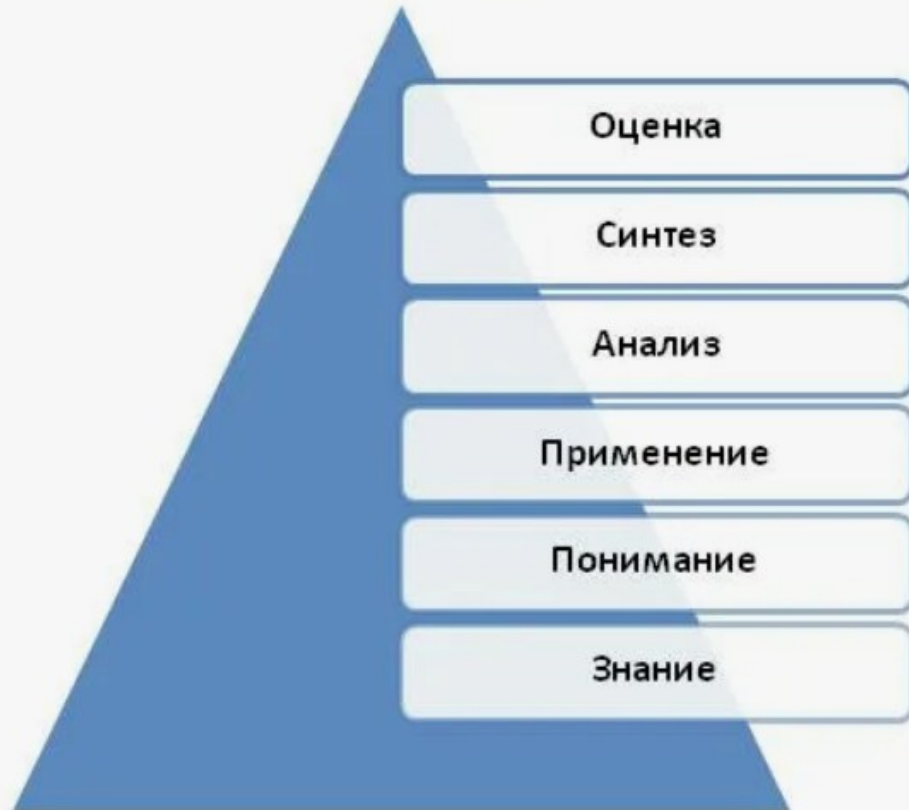 Оценка
Синтез
Анализ
Применение
Понимание
Знание